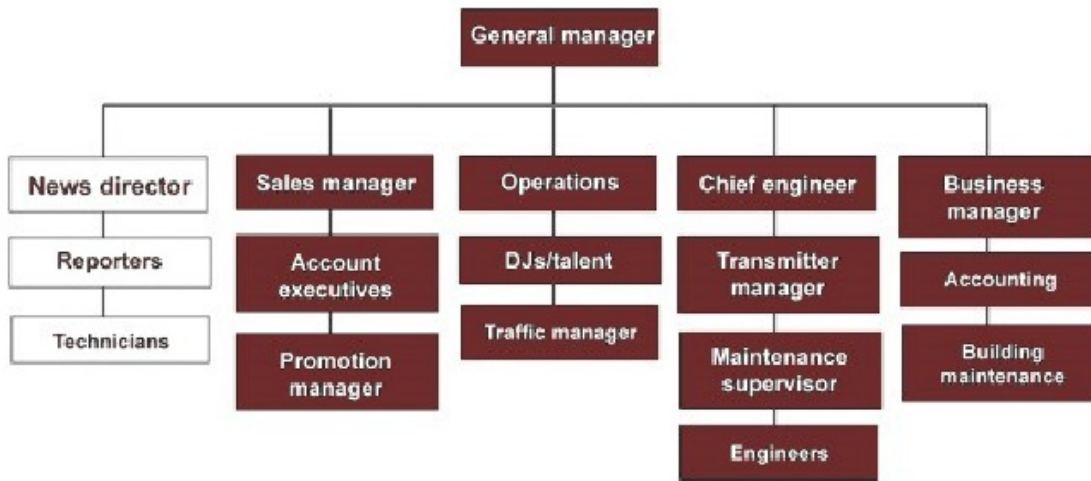 General manager
News director
Sales manager
Operations
Chief engineer
Business
manager
Reporters
Account
executives
DJs/talent
Transmitter
manager
Accounting
Technicians
Promotion
manager
Traffic manager
Maintenance
supervisor
Building
maintenance
Engineers